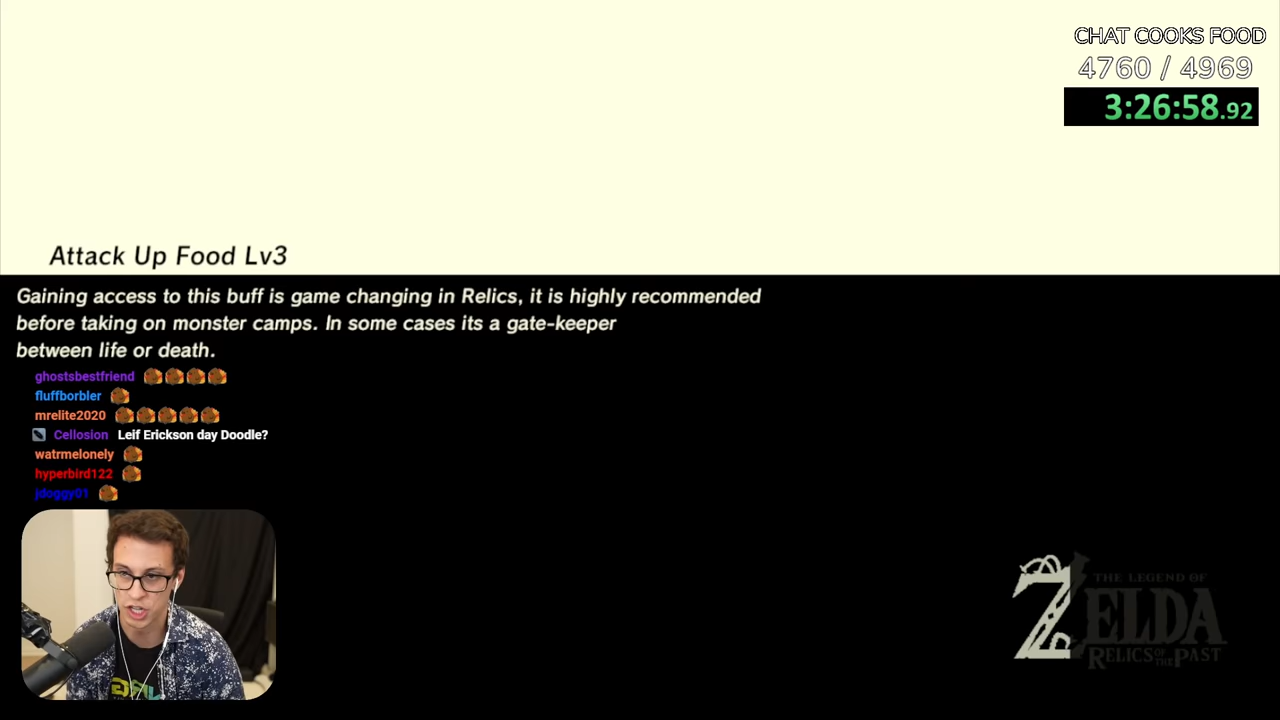 CHAT COOKS FOOD
4760 / 4969
3:26:58.92
Attack Up Food Lv3
Gaining access to this buff is game changing in Relics, it is highly recommended
before taking on monster camps. In some cases its a gate-keeper
between life or death.
ghostsbestfriend
fluffborbler
mrelite2020
Cellosion Leif Erickson day Doodle?
watrmelonely
hyperbird122
jdoggy01
THE LEGEND OF
ZELDA
RELICS OF THE PAST